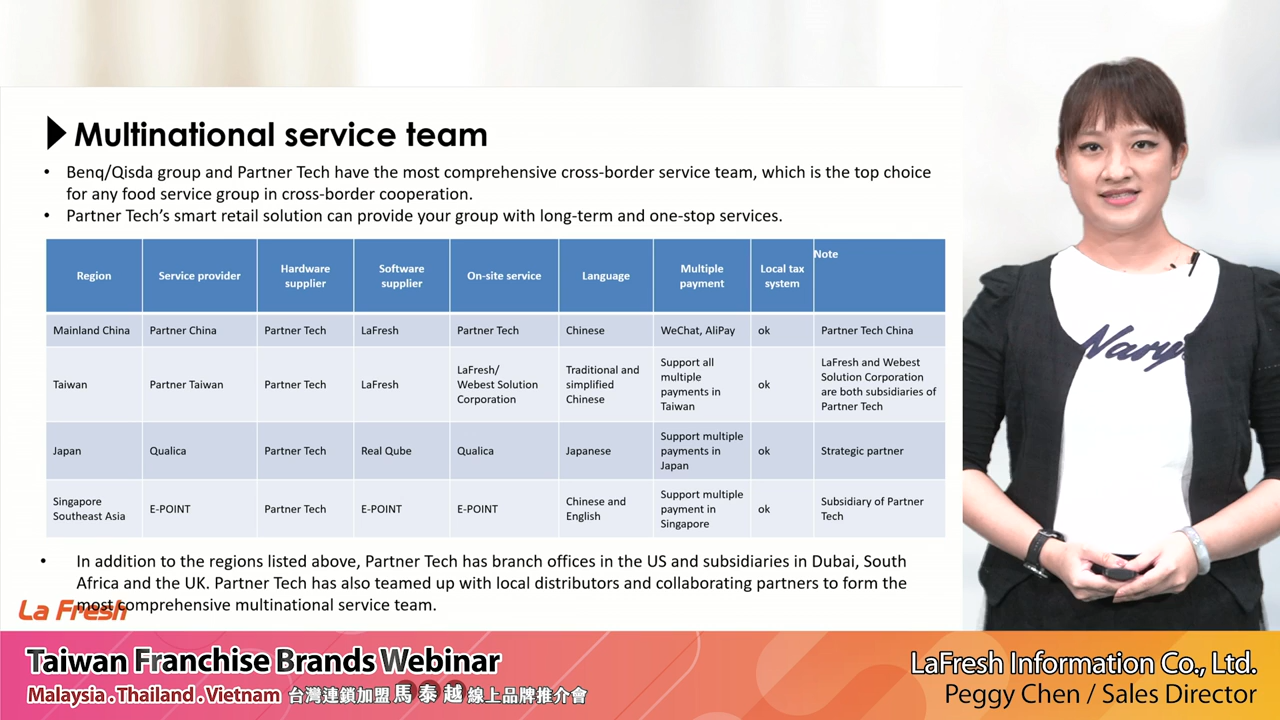 Multinational service team
• Benq/Qisda group and Partner Tech have the most comprehensive cross-border service team, which is the top choice
for any food service group in cross-border cooperation.
• Partner Tech's smart retail solution can provide your group with long-term and one-stop services.
Region Service provider Hardware supplier Software supplier On-site service Language Multiple payment Local tax system Note
Mainland China Partner China Partner Tech LaFresh Partner Tech Chinese WeChat, AliPay ok Partner Tech China
Taiwan Partner Taiwan Partner Tech LaFresh LaFresh/ Webest Solution Corporation Traditional and simplified Chinese Support all multiple payments in Taiwan ok LaFresh and Webest Solution Corporation are both subsidiaries of Partner Tech
Japan Qualica Partner Tech Real Qube Qualica Japanese Support multiple payments in Japan ok Strategic partner
Singapore Southeast Asia E-POINT Partner Tech E-POINT E-POINT Chinese and English Support multiple payment in Singapore ok Subsidiary of Partner Tech
• In addition to the regions listed above, Partner Tech has branch offices in the US and subsidiaries in Dubai, South
Africa and the UK. Partner Tech has also teamed up with local distributors and collaborating partners to form the
most comprehensive multinational service team.
La Fresh
Taiwan Franchise Brands Webinar
Malaysia . Thailand . Vietnam 台灣連鎖加盟馬泰越線上品牌推介會
LaFresh Information Co., Ltd.
Peggy Chen / Sales Director